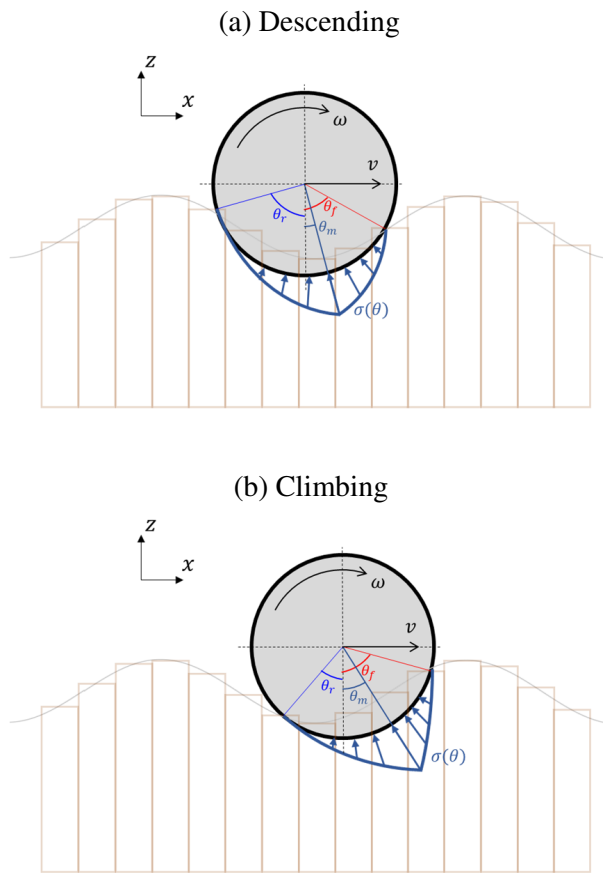 (a) Descending
z
x
ω
v
θr
θf
θm
σ(θ)
(b) Climbing
z
x
ω
v
θr
θf
θm
σ(θ)